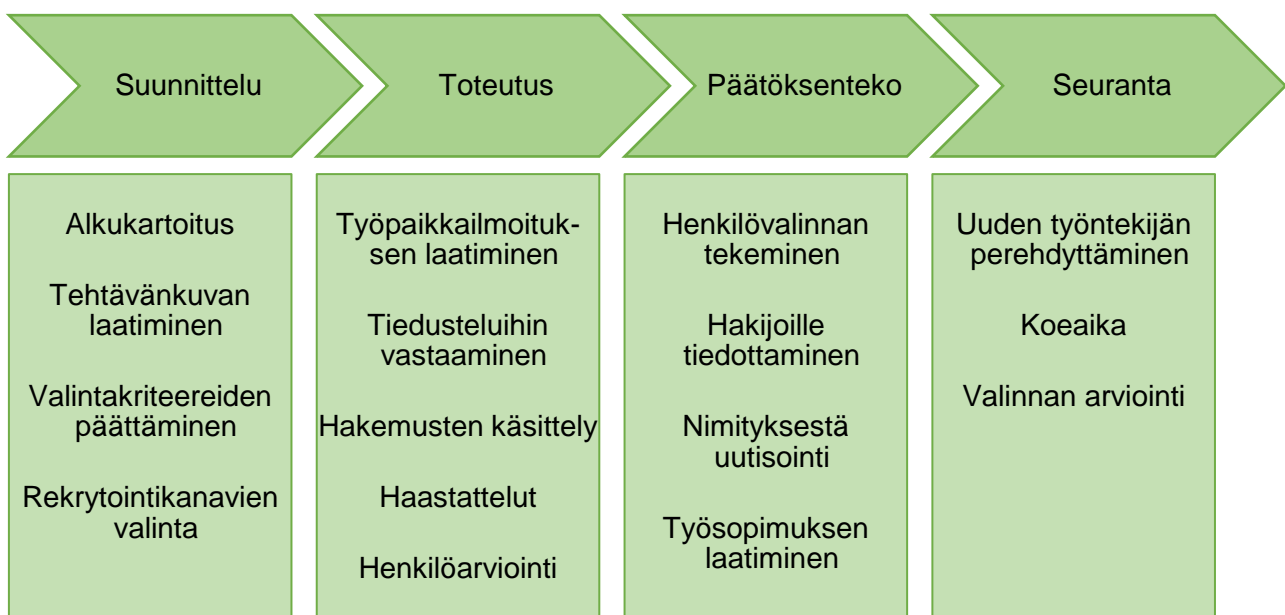 Suunnittelu
Toteutus
Päätöksenteko
Seuranta
Alkukartoitus
Tehtävänkuvan
laatiminen
Valintakriteereiden
päättäminen
Rekrytointikanavien
valinta
Työpaikkailmoituk-
sen laatiminen
Tiedusteluihin
vastaaminen
Hakemusten käsittely
Haastattelut
Henkilöarviointi
Henkilövalinnan
tekeminen
Hakijoille
tiedottaminen
Nimityksestä
uutisointi
Työsopimuksen
laatiminen
Uuden työntekijän
perehdyttäminen
Koeaika
Valinnan arviointi